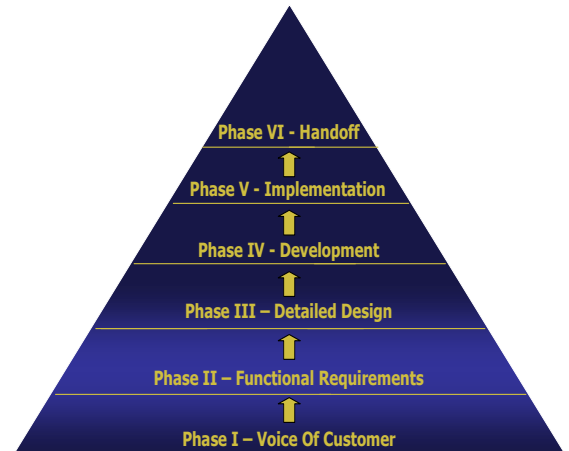 Phase VI - Handoff
Phase V - Implementation
Phase IV - Development
Phase III – Detailed Design
Phase II – Functional Requirements
Phase I – Voice Of Customer